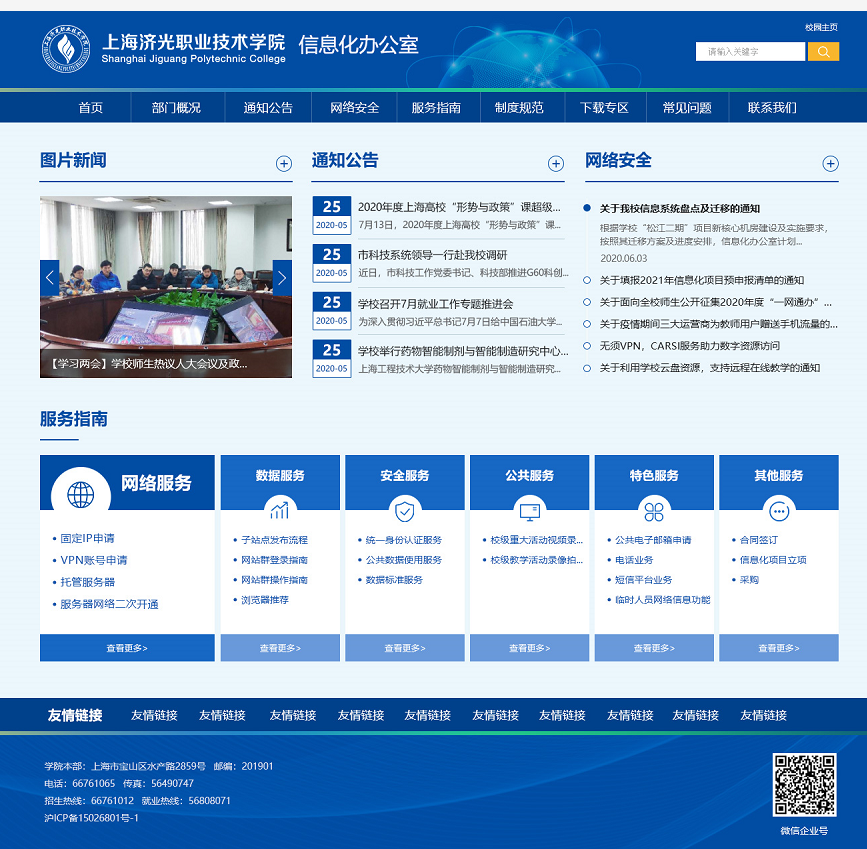 校园主页
上海济光职业技术学院 信息化办公室
Shanghai Jiguang Polytechnic College
请输入关键字
首页 部门概况 通知公告 网络安全 服务指南 制度规范 下载专区 常见问题 联系我们
图片新闻
【学习两会】学校师生热议人大会议及政...
通知公告
25 2020年度上海高校“形势与政策”课超级...
2020-05 7月13日，2020年度上海高校“形势与政策”课...
25 市科技系统领导一行赴我校调研
2020-05 近日，市科技工作党委书记、科技部推进G60科创...
25 学校召开7月就业工作专题推进会
2020-05 为深入贯彻习近平总书记7月7日给中国石油大学...
25 学校举行药物智能制剂与智能制造研究中心...
2020-05 上海工程技术大学药物智能制剂与智能制造研究...
网络安全
关于我校信息系统盘点及迁移的通知
根据学校“松江二期”项目新核心机房建设及实施要求，
按照其迁移方案及进度安排，信息化办公室计划...
2020.06.03
关于填报2021年信息化项目预申报清单的通知
关于面向全校师生公开征集2020年度“一网通办”...
关于疫情期间三大运营商为教师用户赠送手机流量的...
无须VPN，CARSI服务助力数字资源访问
关于利用学校云盘资源，支持远程在线教学的通知
服务指南
网络服务
• 固定IP申请
• VPN账号申请
• 托管服务器
• 服务器网络二次开通
查看更多>
数据服务
• 子站点发布流程
• 网站群登录指南
• 网站群操作指南
• 浏览器推荐
查看更多>
安全服务
• 统一身份认证服务
• 公共数据使用服务
• 数据标准服务
查看更多>
公共服务
• 校级重大活动视频录...
• 校级教学活动录像拍...
查看更多>
特色服务
• 公共电子邮箱申请
• 电话业务
• 短信平台业务
• 临时人员网络信息功能
查看更多>
其他服务
• 合同签订
• 信息化项目立项
• 采购
查看更多>
友情链接 友情链接 友情链接 友情链接 友情链接 友情链接 友情链接 友情链接 友情链接 友情链接 友情链接
学院本部：上海市宝山区水产路2859号 邮编：201901
电话：66761065 传真：56490747
招生热线：66761012 就业热线：56808071
沪ICP备15026801号-1
微信企业号